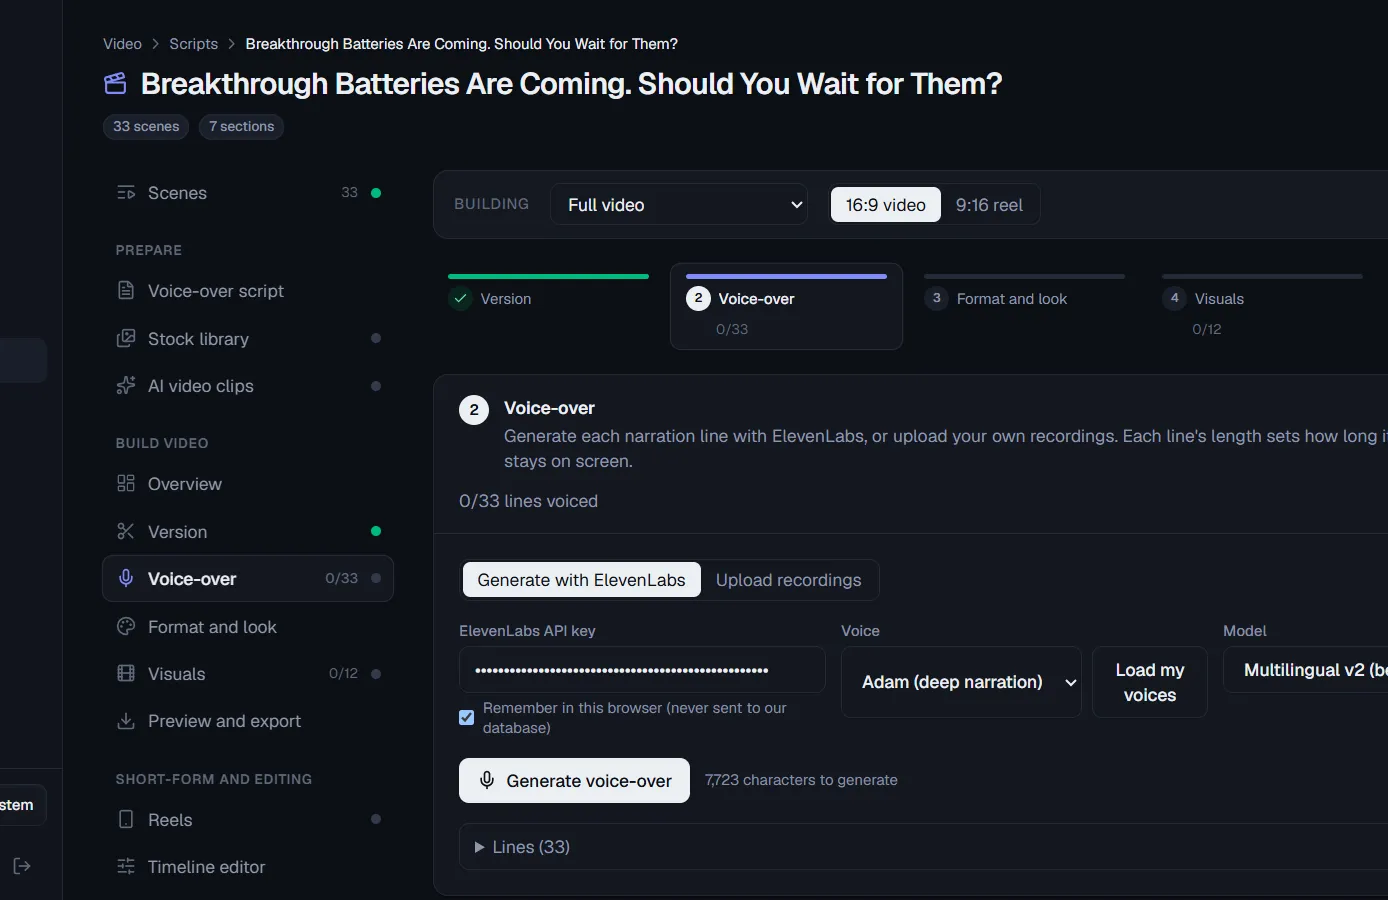 Video > Scripts > Breakthrough Batteries Are Coming. Should You Wait for Them?
Breakthrough Batteries Are Coming. Should You Wait for Them?
33 scenes 7 sections
Scenes 33
PREPARE
Voice-over script
Stock library
AI video clips
BUILD VIDEO
Overview
Version
Voice-over 0/33
Format and look
Visuals 0/12
Preview and export
SHORT-FORM AND EDITING
Reels
Timeline editor
stem
BUILDING Full video 16:9 video 9:16 reel
Version
2 Voice-over
0/33
3 Format and look
4 Visuals
0/12
2 Voice-over
Generate each narration line with ElevenLabs, or upload your own recordings. Each line's length sets how long i
stays on screen.
0/33 lines voiced
Generate with ElevenLabs Upload recordings
ElevenLabs API key
Remember in this browser (never sent to our
database)
Voice
Adam (deep narration)
Load my
voices
Model
Multilingual v2 (be
Generate voice-over 7,723 characters to generate
Lines (33)